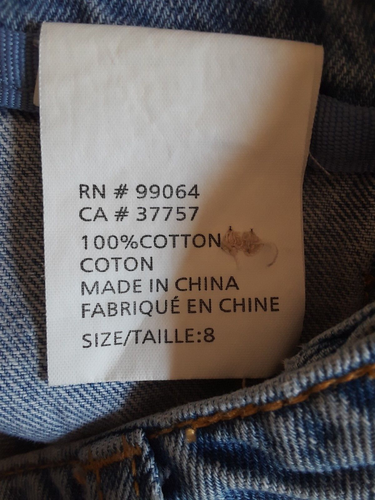 RN # 99064
CA # 37757
100%COTTON
COTON
MADE IN CHINA
FABRIQUÉ EN CHINE
SIZE/TAILLE:8